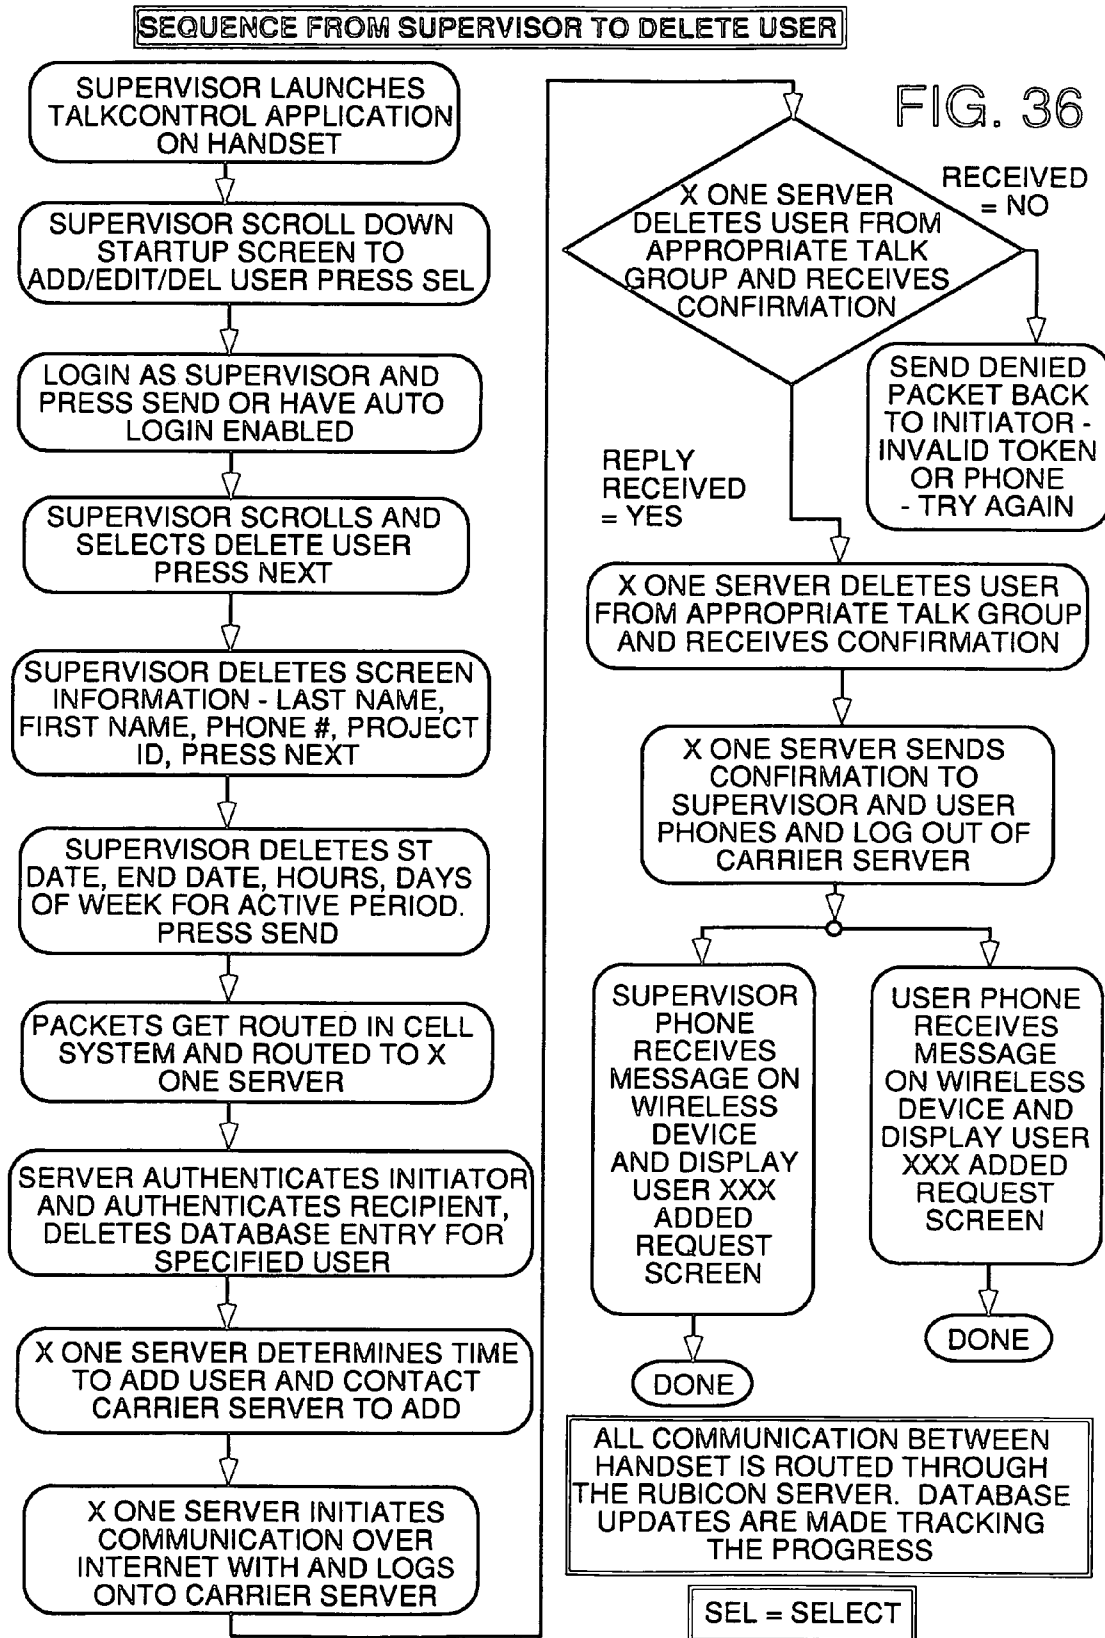 SEQUENCE FROM SUPERVISOR TO DELETE USER
FIG. 36
SUPERVISOR LAUNCHES
TALKCONTROL APPLICATION
ON HANDSET
SUPERVISOR SCROLL DOWN
STARTUP SCREEN TO
ADD/EDIT/DEL USER PRESS SEL
LOGIN AS SUPERVISOR AND
PRESS SEND OR HAVE AUTO
LOGIN ENABLED
SUPERVISOR SCROLLS AND
SELECTS DELETE USER
PRESS NEXT
SUPERVISOR DELETES SCREEN
INFORMATION - LAST NAME,
FIRST NAME, PHONE #, PROJECT
ID, PRESS NEXT
SUPERVISOR DELETES ST
DATE, END DATE, HOURS, DAYS
OF WEEK FOR ACTIVE PERIOD.
PRESS SEND
PACKETS GET ROUTED IN CELL
SYSTEM AND ROUTED TO X
ONE SERVER
SERVER AUTHENTICATES INITIATOR
AND AUTHENTICATES RECIPIENT,
DELETES DATABASE ENTRY FOR
SPECIFIED USER
X ONE SERVER DETERMINES TIME
TO ADD USER AND CONTACT
CARRIER SERVER TO ADD
X ONE SERVER INITIATES
COMMUNICATION OVER
INTERNET WITH AND LOGS
ONTO CARRIER SERVER
X ONE SERVER
DELETES USER FROM
APPROPRIATE TALK
GROUP AND RECEIVES
CONFIRMATION
RECEIVED
= NO
SEND DENIED
PACKET BACK
TO INITIATOR -
INVALID TOKEN
OR PHONE
- TRY AGAIN
REPLY
RECEIVED
= YES
X ONE SERVER DELETES USER
FROM APPROPRIATE TALK GROUP
AND RECEIVES CONFIRMATION
X ONE SERVER SENDS
CONFIRMATION TO
SUPERVISOR AND USER
PHONES AND LOG OUT OF
CARRIER SERVER
SUPERVISOR
PHONE
RECEIVES
MESSAGE ON
WIRELESS
DEVICE
AND DISPLAY
USER XXX
ADDED
REQUEST
SCREEN
DONE
USER PHONE
RECEIVES
MESSAGE
ON WIRELESS
DEVICE AND
DISPLAY USER
XXX ADDED
REQUEST
SCREEN
DONE
ALL COMMUNICATION BETWEEN
HANDSET IS ROUTED THROUGH
THE RUBICON SERVER. DATABASE
UPDATES ARE MADE TRACKING
THE PROGRESS
SEL = SELECT